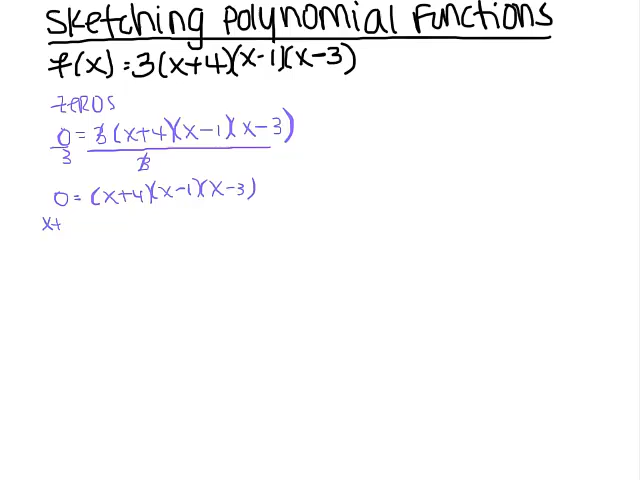 Sketching Polynomial Functions
f(x) = 3(x+4)(x-1)(x-3)
zeros
0 = 3(x+4)(x-1)(x-3)
3 3
0 = (x+4)(x-1)(x-3)
x+